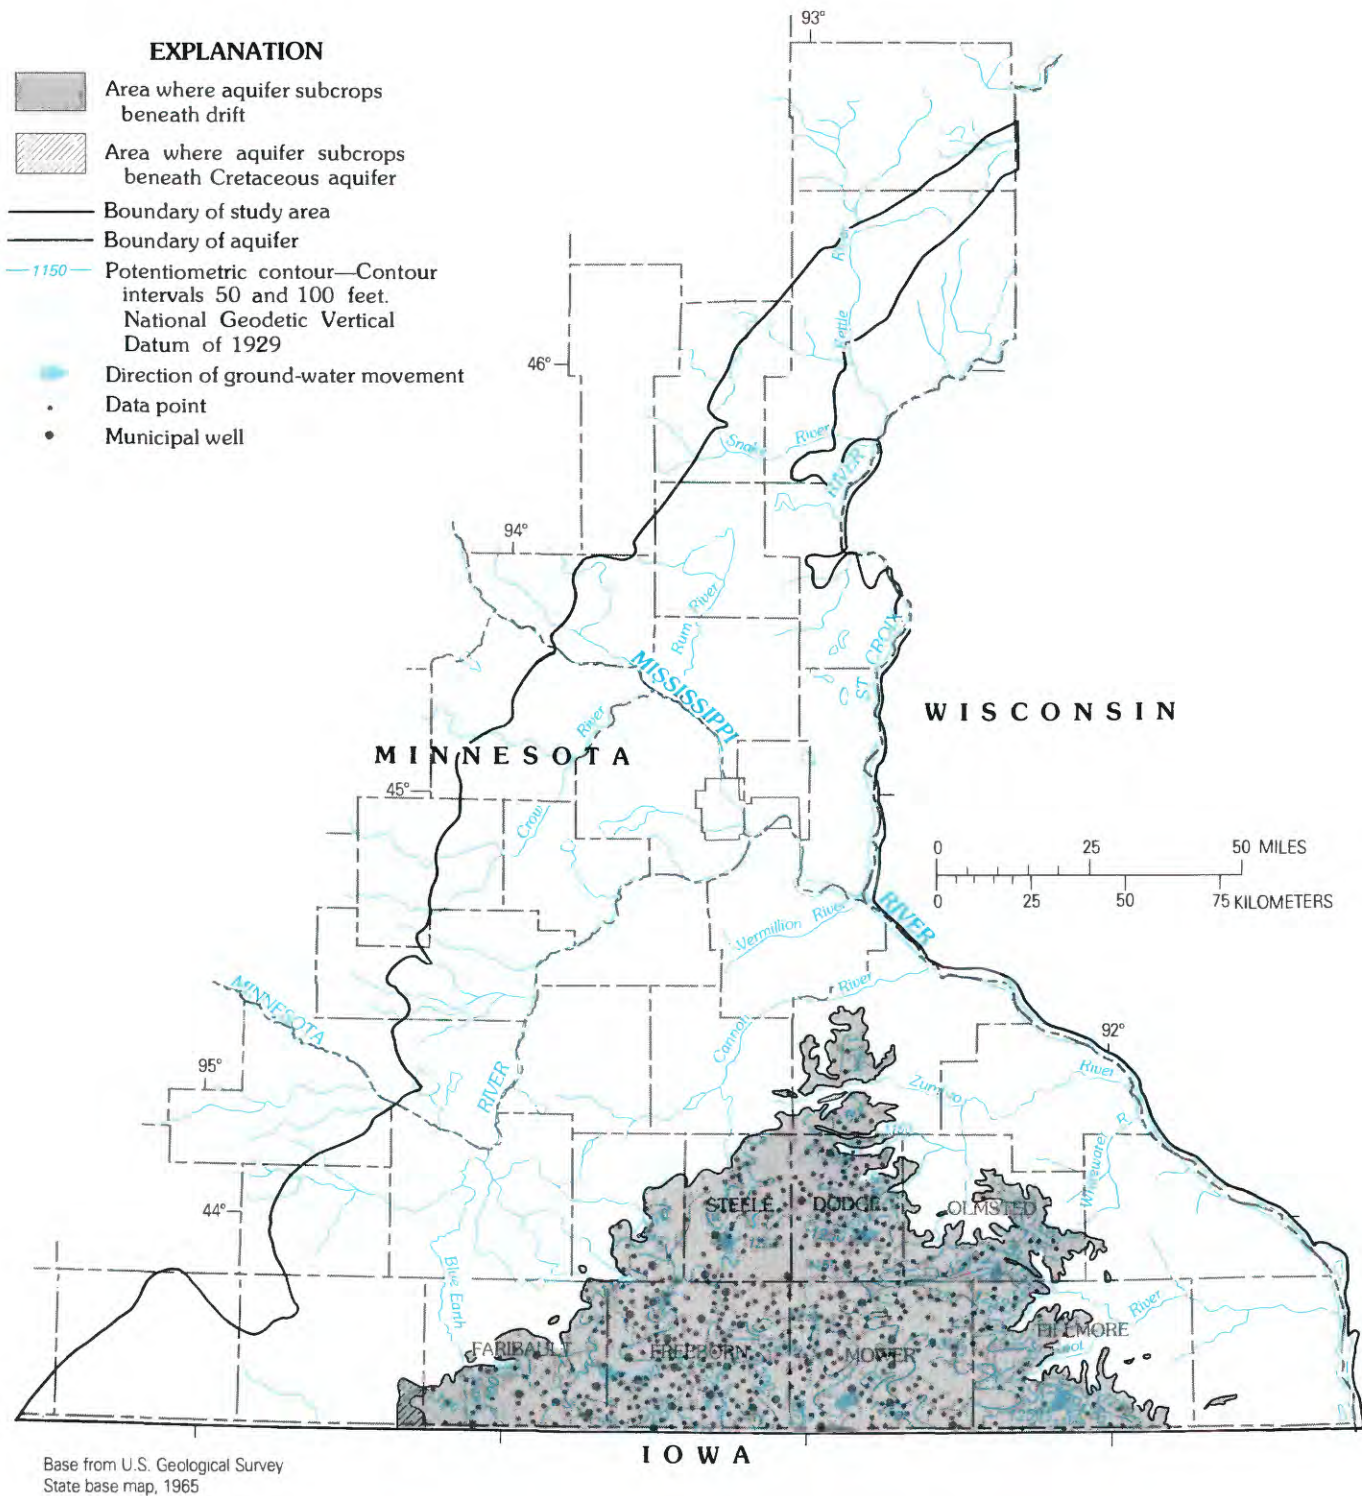 EXPLANATION
Area where aquifer subcrops
beneath drift
Area where aquifer subcrops
beneath Cretaceous aquifer
Boundary of study area
Boundary of aquifer
1150
Potentiometric contour—Contour
intervals 50 and 100 feet.
National Geodetic Vertical
Datum of 1929
Direction of ground-water movement
Data point
Municipal well
93°
46°
94°
45°
95°
44°
92°
River
Kettle
Snake River
RIVER
ST CROIX
Rum River
MISSISSIPPI
River
Crow
MINNESOTA
WISCONSIN
0 25 50 MILES
0 25 50 75 KILOMETERS
RIVER
Vermillion River
River
Cannon
MINNESOTA
RIVER
Zumbro
River
Whitewater R
STEELE
DODGE
OLMSTED
Blue Earth
River
FARIBAULT
FREEBORN
MOWER
FILLMORE
IOWA
Base from U.S. Geological Survey
State base map, 1965